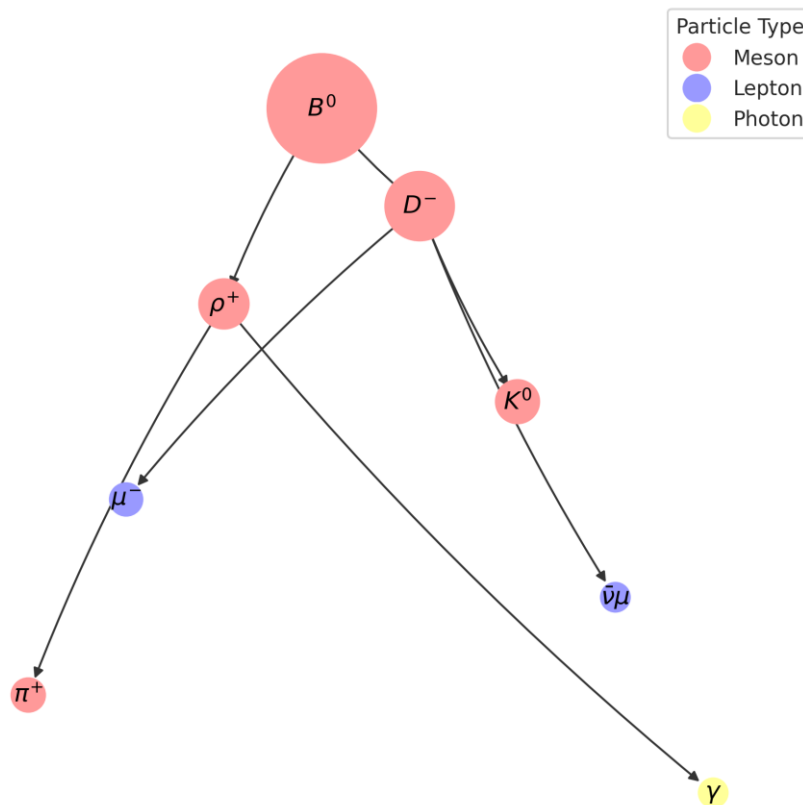 Particle Type
Meson
Lepton
Photon
B⁰
D⁻
ρ⁺
K⁰
μ⁻
ν̄μ
π⁺
γ